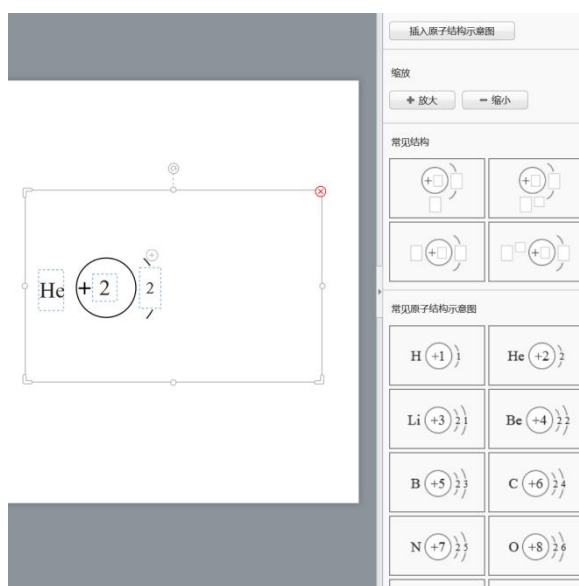 插入原子结构示意图
缩放
+ 放大
- 缩小
常见结构
+
+
+
+
He +2 2
常见原子结构示意图
H +1 1
He +2 2
Li +3 2 1
Be +4 2 2
B +5 2 3
C +6 2 4
N +7 2 5
O +8 2 6